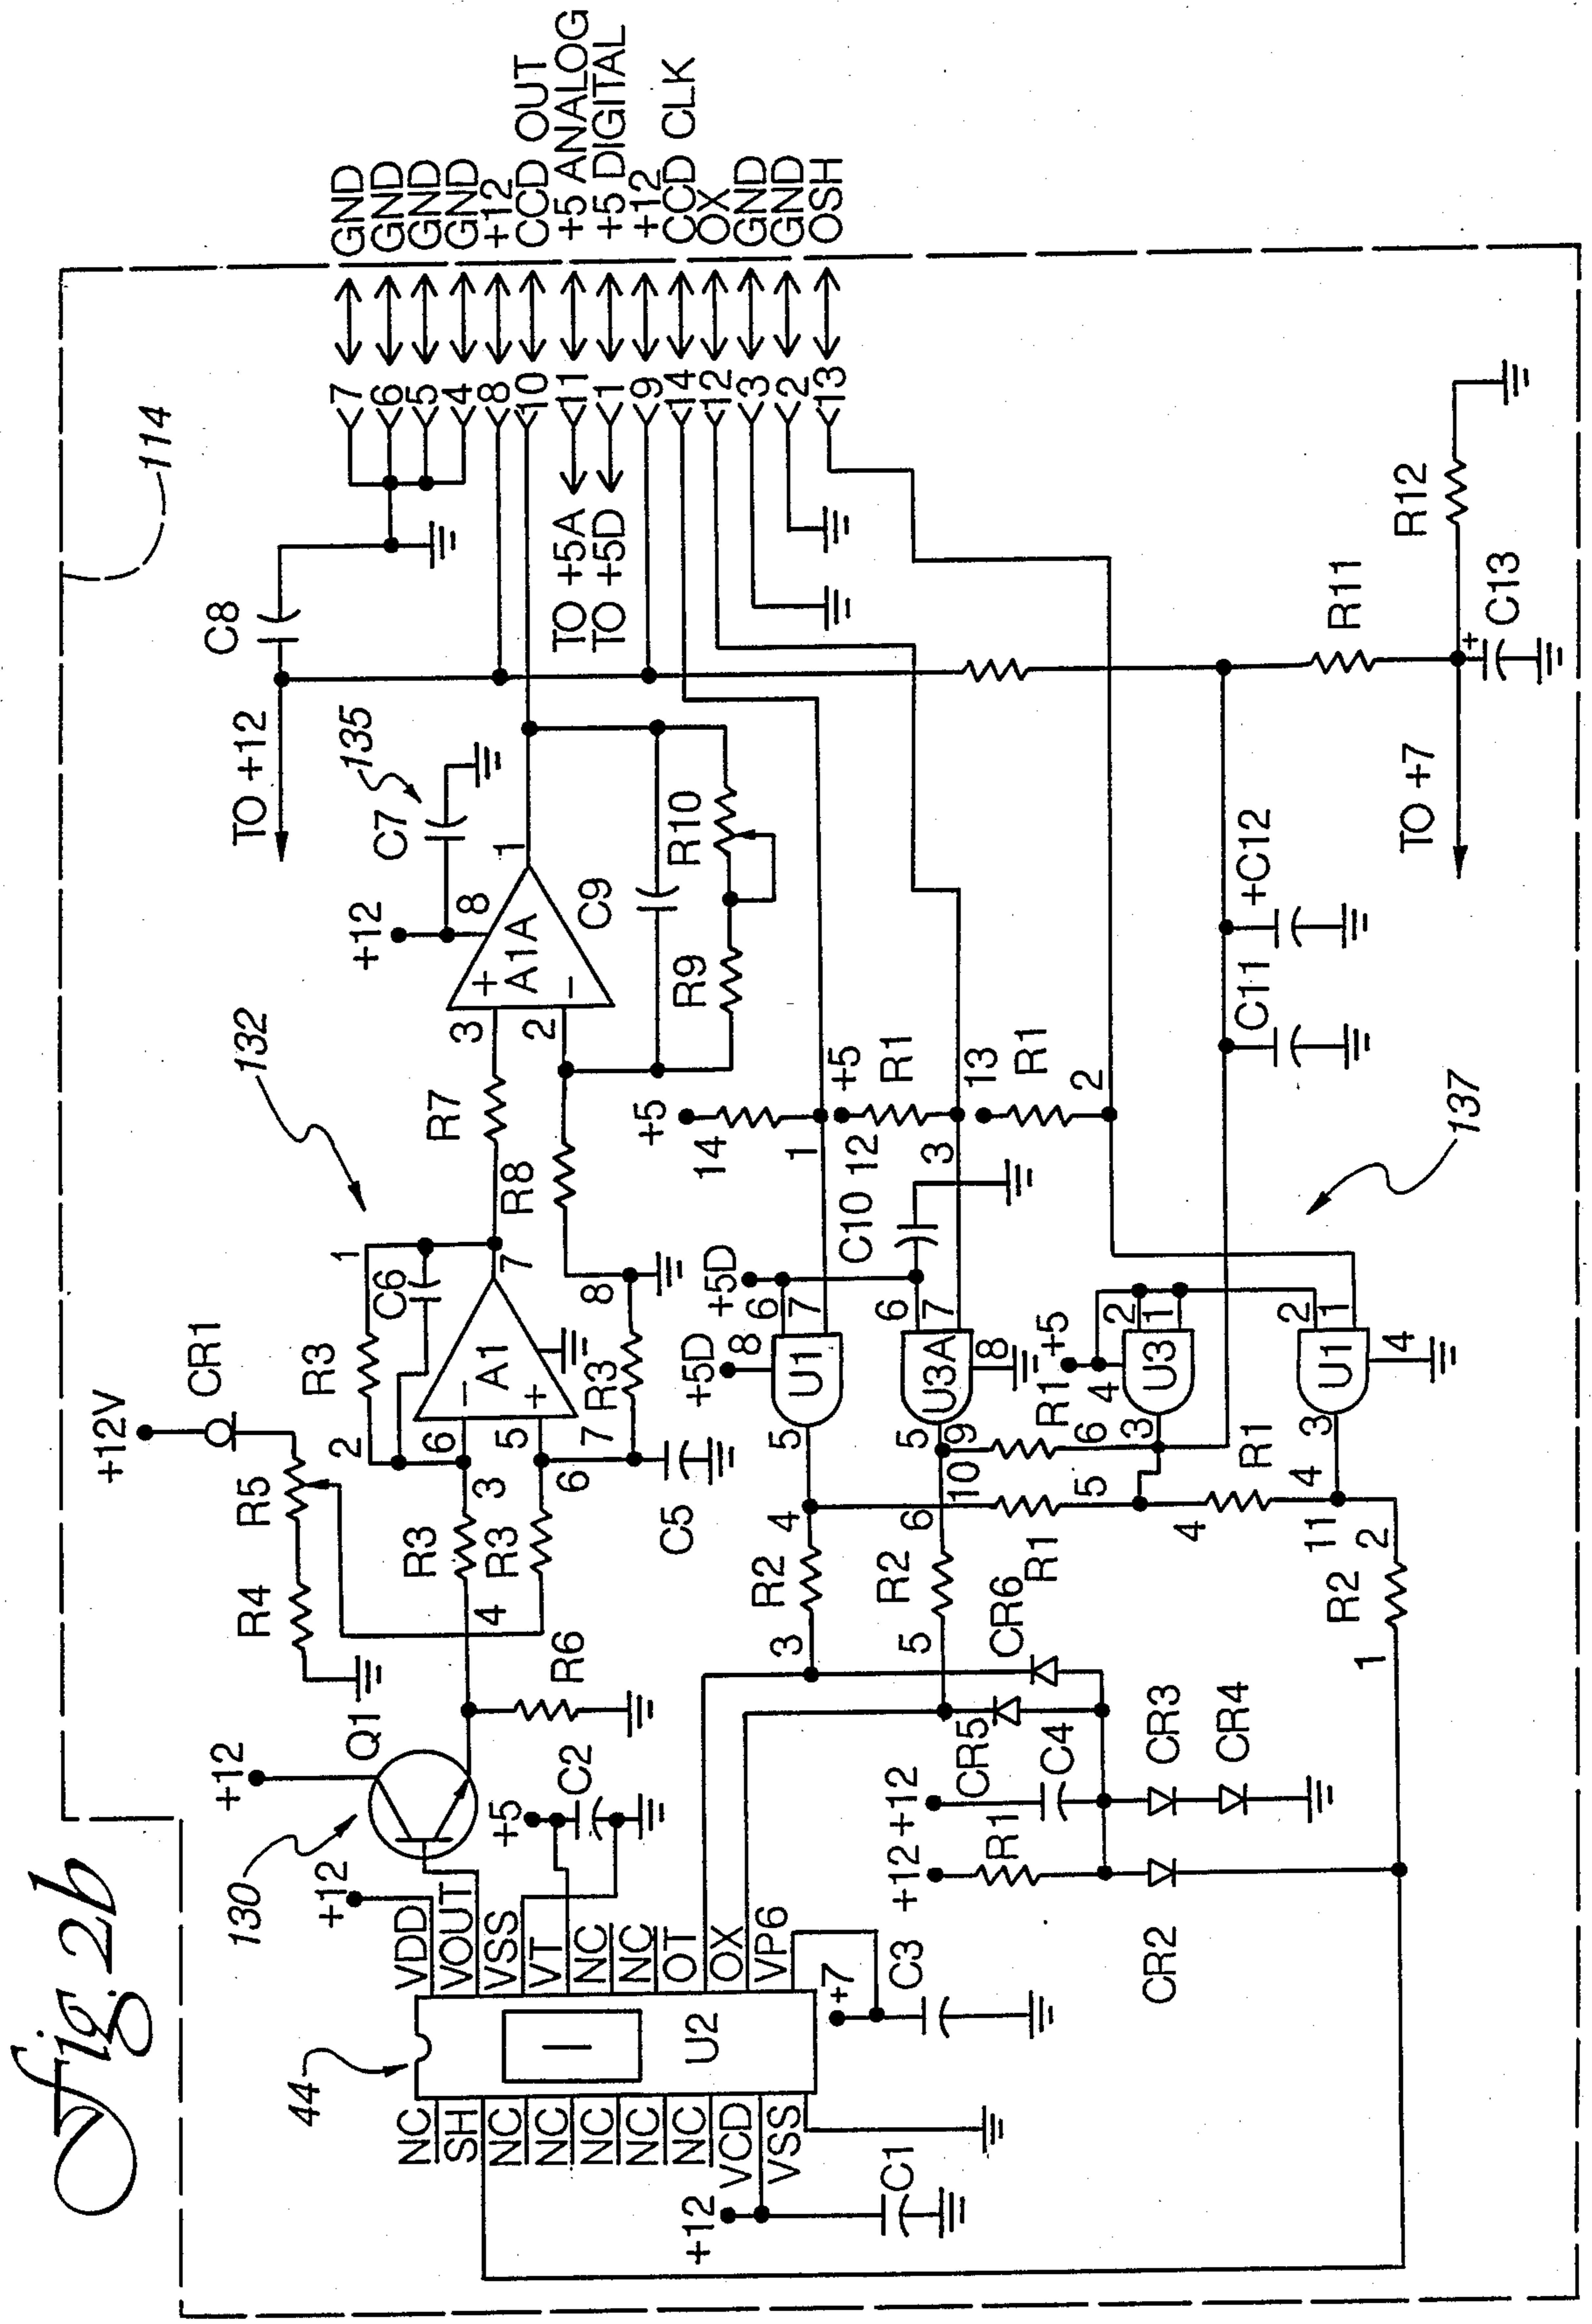 Fig. 2b
114
GND
GND
GND
GND
+12
CCD OUT
+5 ANALOG
+5 DIGITAL
+12
CCD CLK
OX
GND
GND
OSH
7
6
5
4
8
10
11
1
9
14
12
3
2
13
C8
TO +12
TO +5A
TO +5D
135
C7
+12
8
1
3
+
A1A
2
−
C9
R9
R10
132
R7
R8
1
2
R3
C6
6
−
A1
5
+
7
8
R3
7
6
C5
+12V
CR1
R5
R4
R3
3
4
R3
R6
+12
Q1
130
+12
+5
C2
44
VDD
VOUT
VSS
VT
NC
NC
OT
OX
VP6
U2
NC
SH
NC
NC
NC
NC
NC
VCD
VSS
+12
C1
+7
C3
+5
14
1
+5
R1
12
3
13
R1
2
C10
+5D
+5D
8
6
7
U1
5
6
7
U3A
8
5
9
10
+5
R1
4
2
1
U3
3
6
2
1
U1
4
3
R1
4
11
5
4
R1
4
R2
3
6
R2
5
2
R2
1
CR6
CR5
C4
+12
+12
R1
CR3
CR4
CR2
137
C11
+C12
R11
R12
+
C13
TO +7